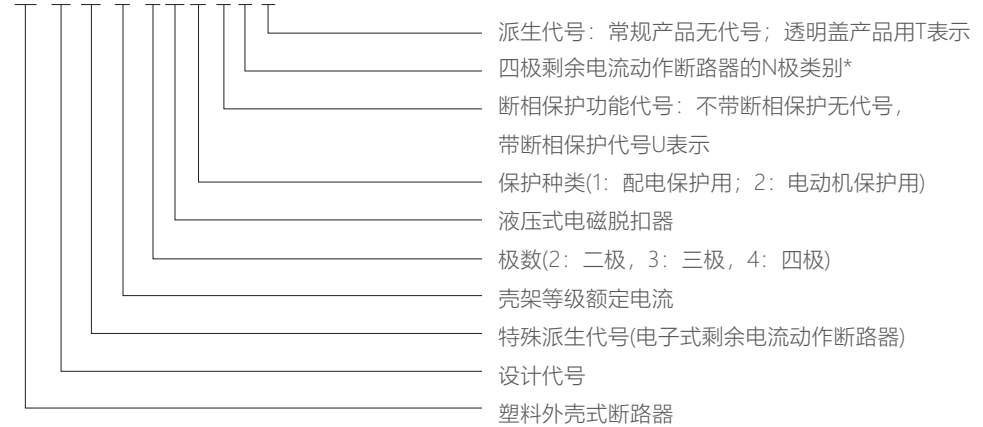 派生代号：常规产品无代号；透明盖产品用T表示
四极剩余电流动作断路器的N极类别*
断相保护功能代号：不带断相保护无代号，
带断相保护代号U表示
保护种类(1：配电保护用；2：电动机保护用)
液压式电磁脱扣器
极数(2：二极，3：三极，4：四极)
壳架等级额定电流
特殊派生代号(电子式剩余电流动作断路器)
设计代号
塑料外壳式断路器